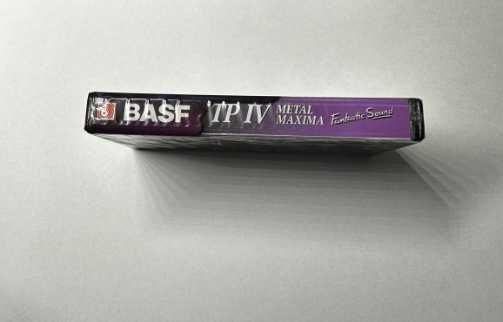 BASF
TP IV
METAL
MAXIMA
Fantastic Sound